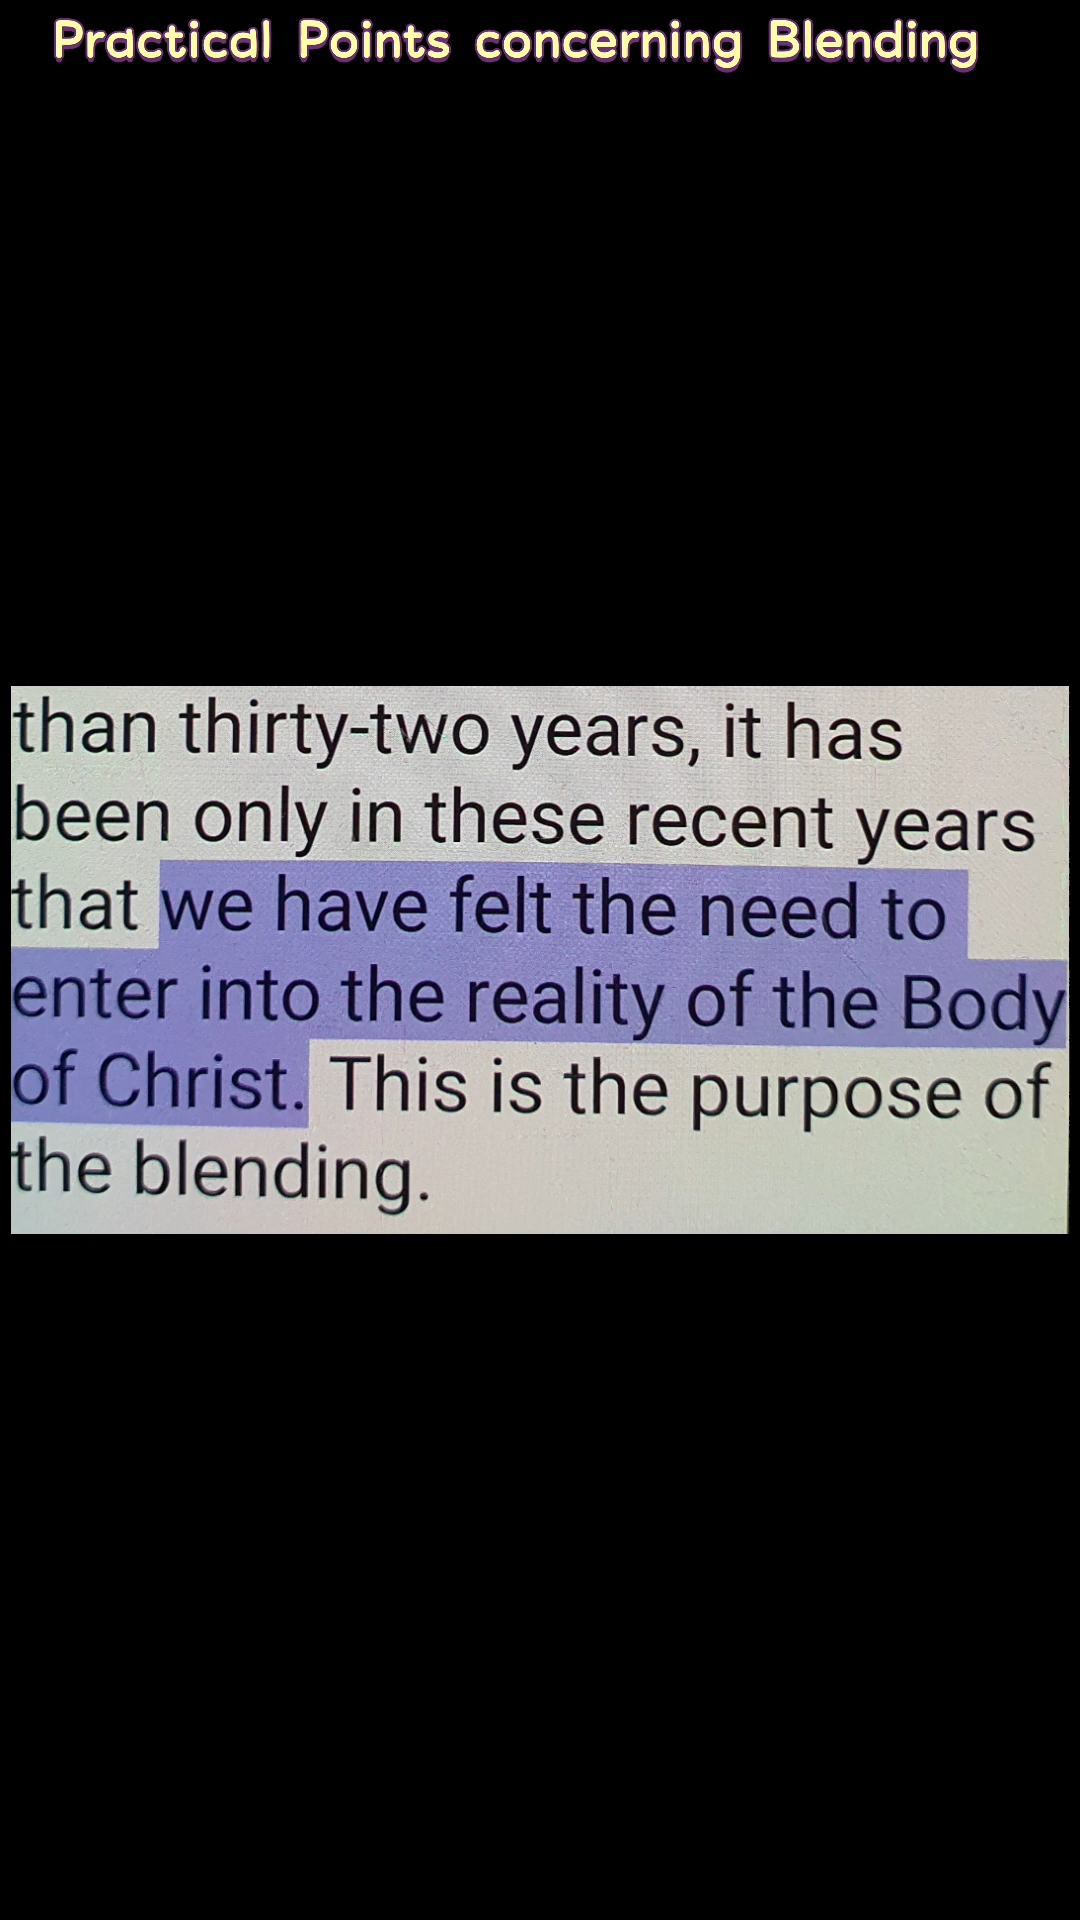 Practical Points concerning Blending
than thirty-two years, it has
been only in these recent years
that we have felt the need to
enter into the reality of the Body
of Christ. This is the purpose of
the blending.